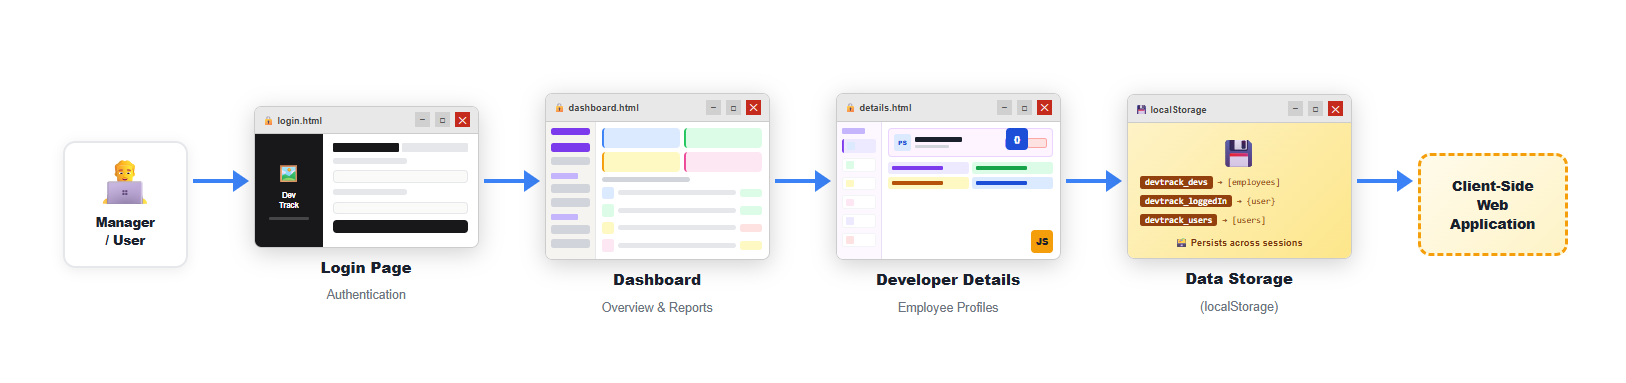 Manager
/ User
login.html
Dev
Track
Login Page
Authentication
dashboard.html
Dashboard
Overview & Reports
details.html
PS
{}
JS
Developer Details
Employee Profiles
localStorage
devtrack_devs → [employees]
devtrack_loggedIn → {user}
devtrack_users → [users]
Persists across sessions
Data Storage
(localStorage)
Client-Side
Web
Application